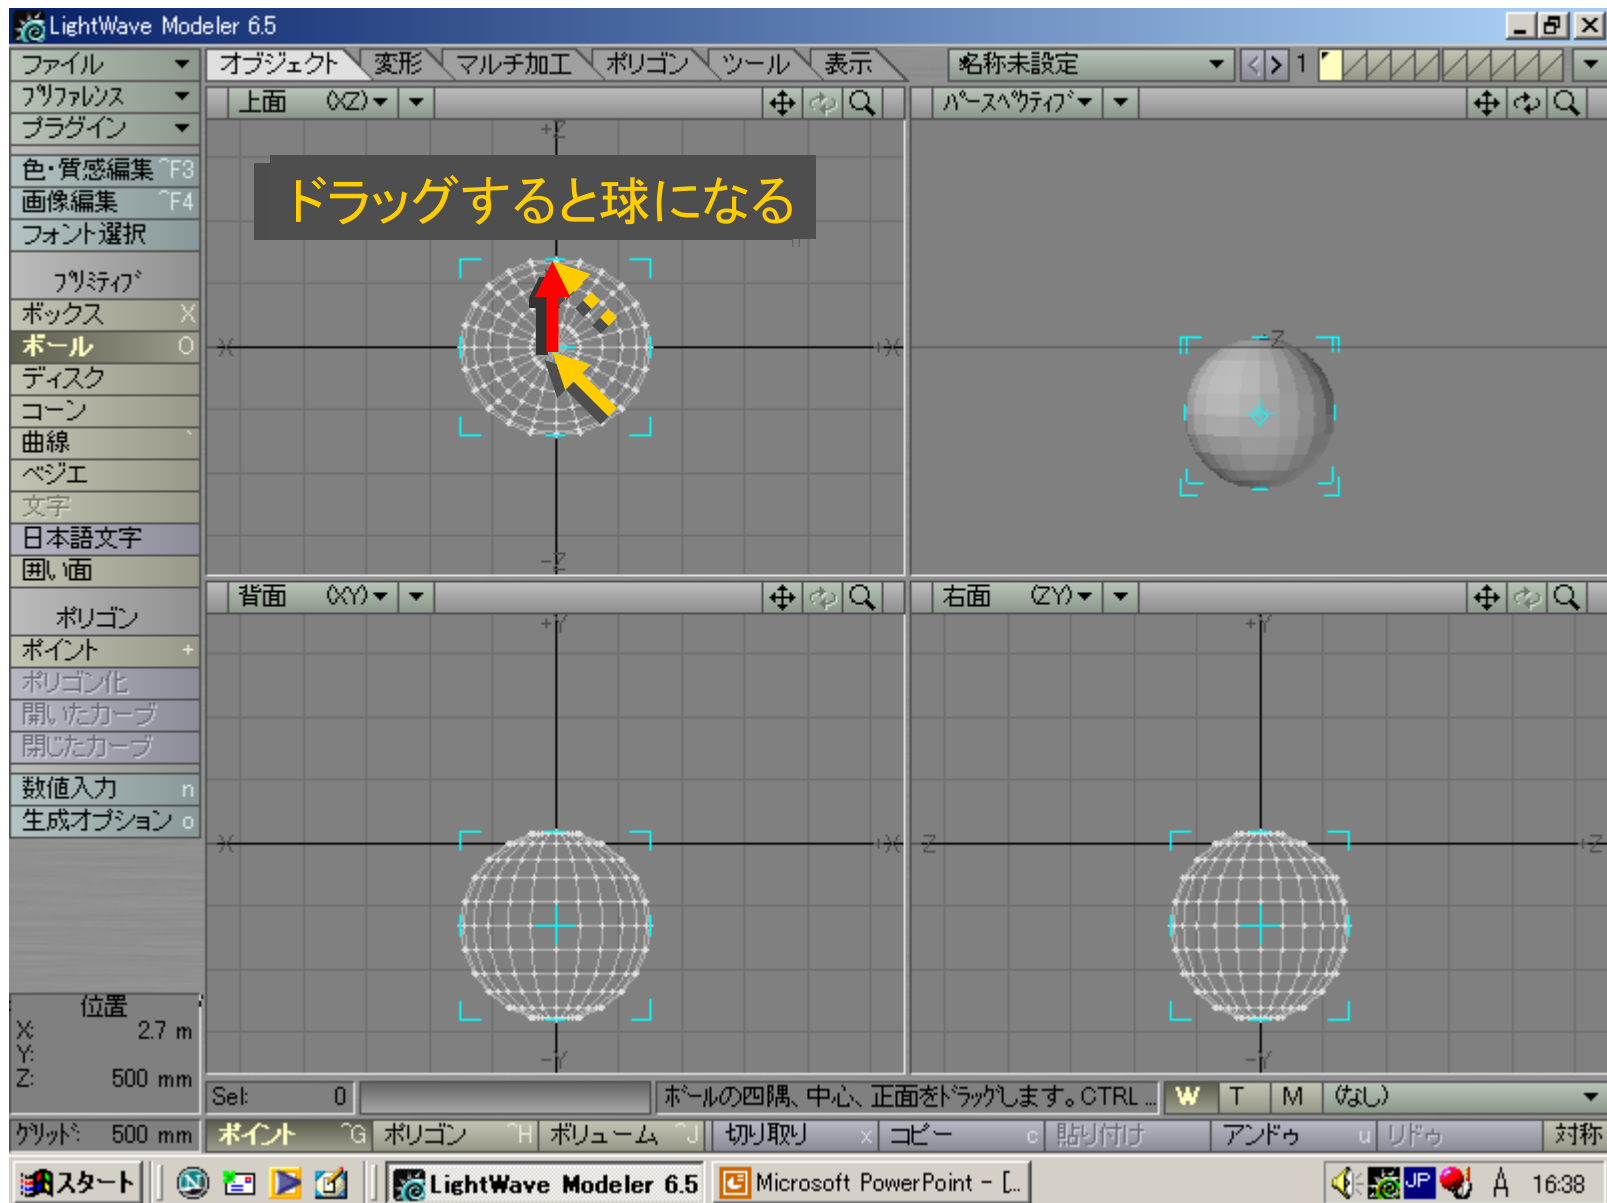 LightWave Modeler 6.5
ファイル
プリファレンス
プラグイン
オブジェクト 変形 マルチ加工 ポリゴン ツール 表示
名称未設定
1
上面 (XZ)
パースペクティブ
色・質感編集 ^F3
画像編集 ^F4
フォント選択
プリミティブ
ボックス X
ボール O
ディスク
コーン
曲線 `
ベジエ
文字
日本語文字
囲い面
ポリゴン
ポイント +
ポリゴン化
開いたカーブ
閉じたカーブ
数値入力 n
生成オプション o
ドラッグすると球になる
+Z
-X
+X
-Z
+Z
背面 (XY)
右面 (ZY)
+Y
-X
+X
-Y
+Y
-Z
+Z
-Y
位置
X: 2.7 m
Y:
Z: 500 mm
グリッド: 500 mm
Sel: 0
ボールの四隅、中心、正面をドラッグします。CTRL ...
W T M (なし)
ポイント ^G ポリゴン ^H ボリューム ^J 切り取り x コピー c 貼り付け アンドゥ u リドゥ 対称
スタート
LightWave Modeler 6.5
Microsoft PowerPoint - [...
JP
A
16:38